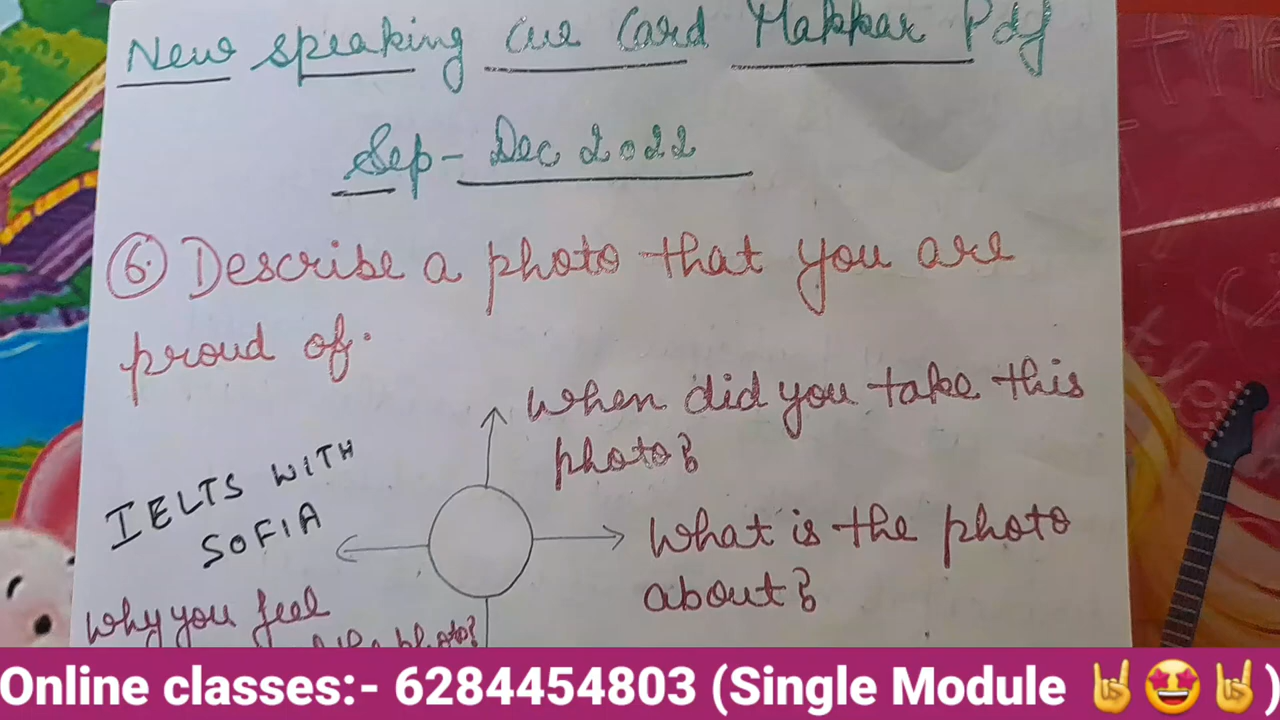 New speaking cue Card Makkar Pdf
Sep - Dec 2022
6. Describe a photo that you are
proud of.
When did you take this
photo?
IELTS WITH
SOFIA
What is the photo
about?
Why you feel
photo?
Online classes:- 6284454803 (Single Module 🤘🤩🤘)